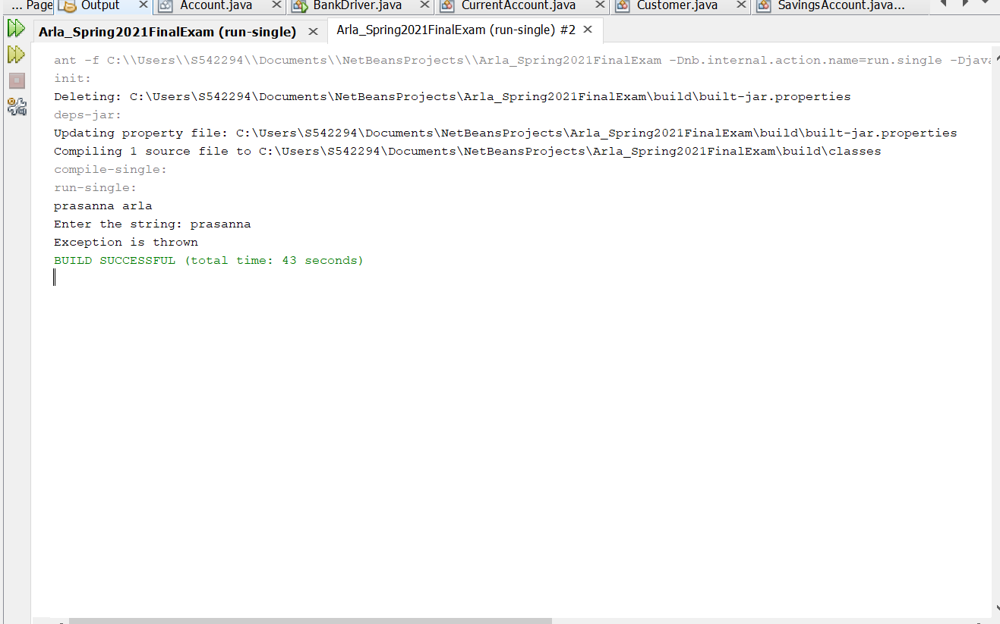 ... Page Output Account.java BankDriver.java CurrentAccount.java Customer.java SavingsAccount.java...
Arla_Spring2021FinalExam (run-single) Arla_Spring2021FinalExam (run-single) #2
ant -f C:\\Users\\S542294\\Documents\\NetBeansProjects\\Arla_Spring2021FinalExam -Dnb.internal.action.name=run.single -Djava
init:
Deleting: C:\Users\S542294\Documents\NetBeansProjects\Arla_Spring2021FinalExam\build\built-jar.properties
deps-jar:
Updating property file: C:\Users\S542294\Documents\NetBeansProjects\Arla_Spring2021FinalExam\build\built-jar.properties
Compiling 1 source file to C:\Users\S542294\Documents\NetBeansProjects\Arla_Spring2021FinalExam\build\classes
compile-single:
run-single:
prasanna arla
Enter the string: prasanna
Exception is thrown
BUILD SUCCESSFUL (total time: 43 seconds)